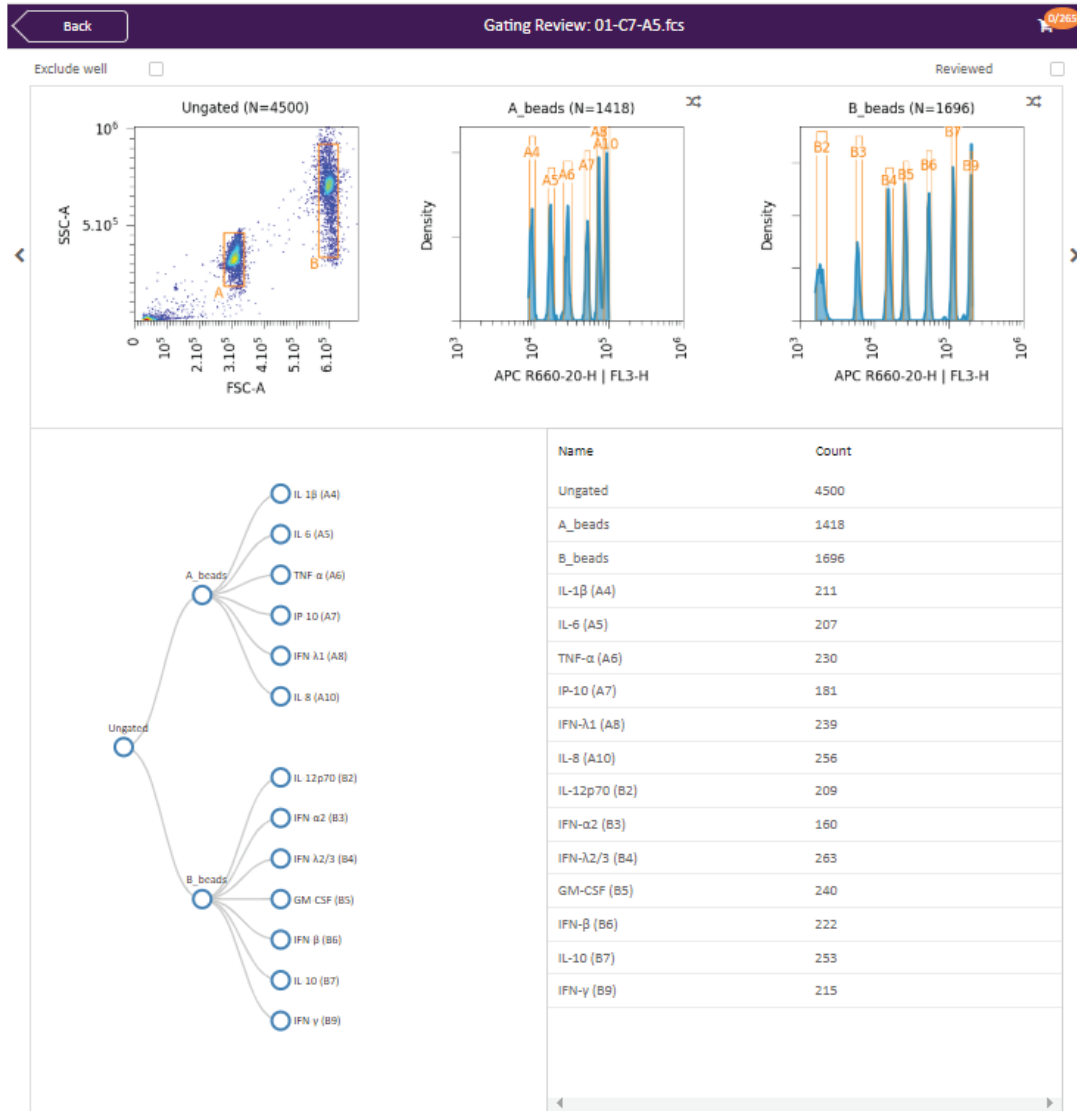 Back
Gating Review: 01-C7-A5.fcs
0/265
Exclude well
Reviewed
Ungated (N=4500)
10⁶
5.10⁵
SSC-A
A
B
0
10⁵
2.10⁵
3.10⁵
4.10⁵
5.10⁵
6.10⁵
FSC-A
A_beads (N=1418)
A4
A5
A6
A7
A8
A10
Density
10³
10⁴
10⁵
10⁶
APC R660-20-H | FL3-H
B_beads (N=1696)
B2
B3
B4
B5
B6
B7
B9
Density
10³
10⁴
10⁵
10⁶
APC R660-20-H | FL3-H
Ungated
A_beads
IL 1β (A4)
IL 6 (A5)
TNF α (A6)
IP 10 (A7)
IFN λ1 (A8)
IL 8 (A10)
B_beads
IL 12p70 (B2)
IFN α2 (B3)
IFN λ2/3 (B4)
GM CSF (B5)
IFN β (B6)
IL 10 (B7)
IFN γ (B9)
Name Count
Ungated 4500
A_beads 1418
B_beads 1696
IL-1β (A4) 211
IL-6 (A5) 207
TNF-α (A6) 230
IP-10 (A7) 181
IFN-λ1 (A8) 239
IL-8 (A10) 256
IL-12p70 (B2) 209
IFN-α2 (B3) 160
IFN-λ2/3 (B4) 263
GM-CSF (B5) 240
IFN-β (B6) 222
IL-10 (B7) 253
IFN-γ (B9) 215